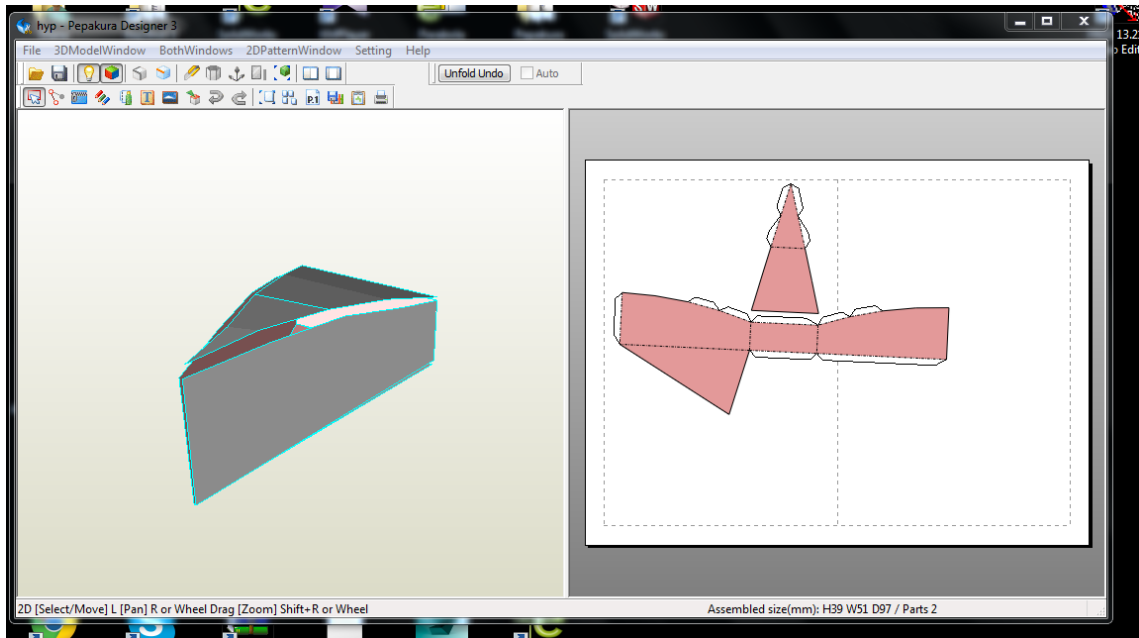 hyp - Pepakura Designer 3
File 3DModelWindow BothWindows 2DPatternWindow Setting Help
Unfold Undo Auto
P.1
2D [Select/Move] L [Pan] R or Wheel Drag [Zoom] Shift+R or Wheel
Assembled size(mm): H39 W51 D97 / Parts 2